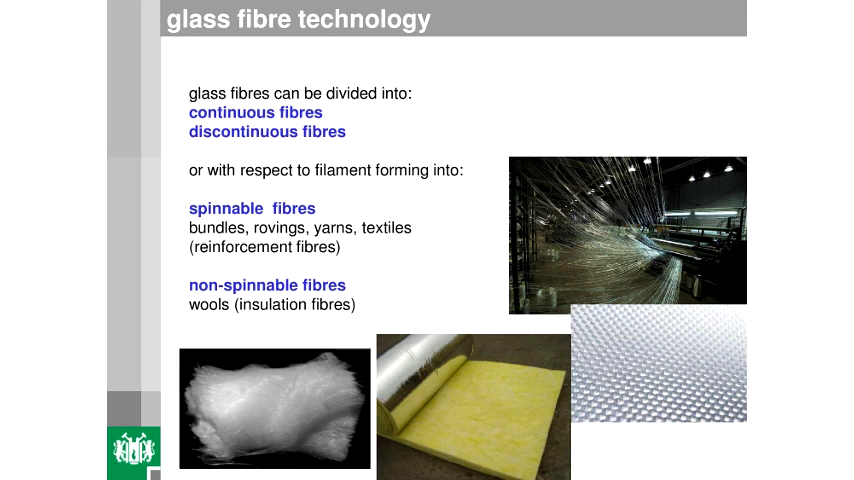 glass fibre technology
glass fibres can be divided into:
continuous fibres
discontinuous fibres
or with respect to filament forming into:
spinnable fibres
bundles, rovings, yarns, textiles
(reinforcement fibres)
non-spinnable fibres
wools (insulation fibres)